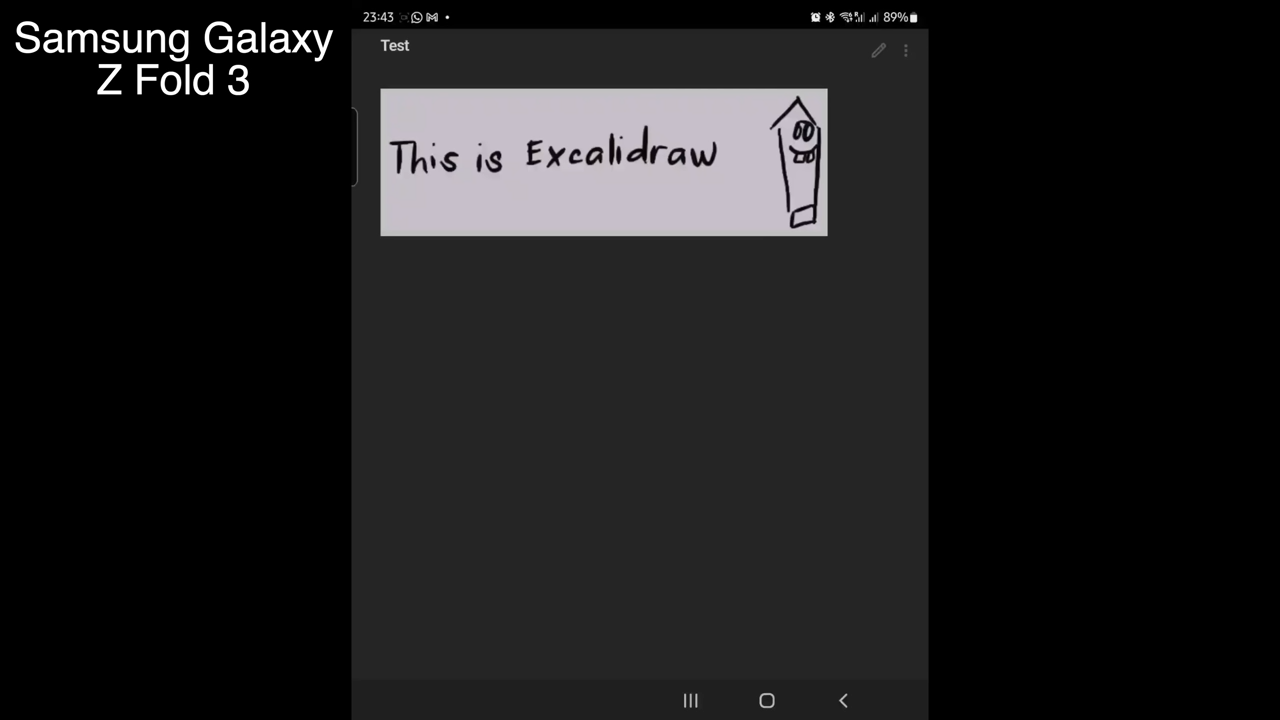 Samsung Galaxy
Z Fold 3
23:43
89%
Test
This is Excalidraw